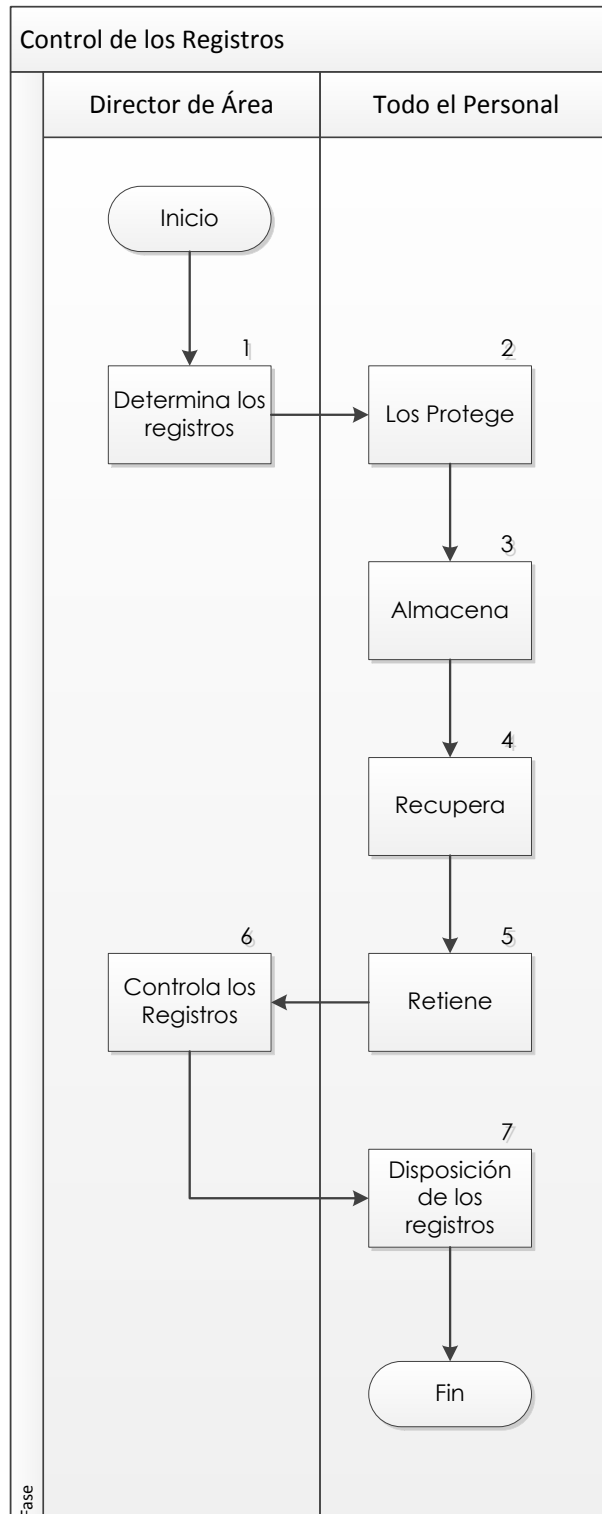 Control de los Registros
Director de Área
Todo el Personal
Inicio
1
Determina los
registros
2
Los Protege
3
Almacena
4
Recupera
5
Retiene
6
Controla los
Registros
7
Disposición
de los
registros
Fin
Fase